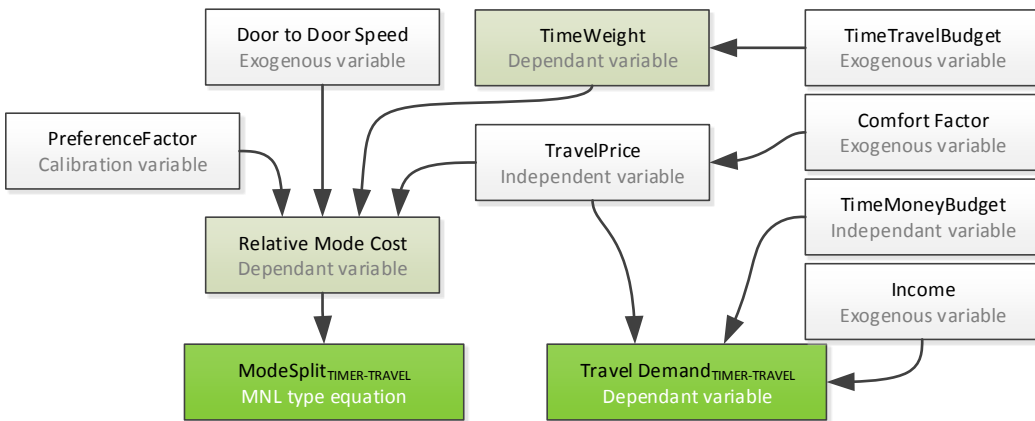 Door to Door Speed
Exogenous variable
TimeWeight
Dependant variable
TimeTravelBudget
Exogenous variable
PreferenceFactor
Calibration variable
TravelPrice
Independent variable
Comfort Factor
Exogenous variable
TimeMoneyBudget
Independant variable
Relative Mode Cost
Dependant variable
Income
Exogenous variable
ModeSplitTIMER-TRAVEL
MNL type equation
Travel DemandTIMER-TRAVEL
Dependant variable